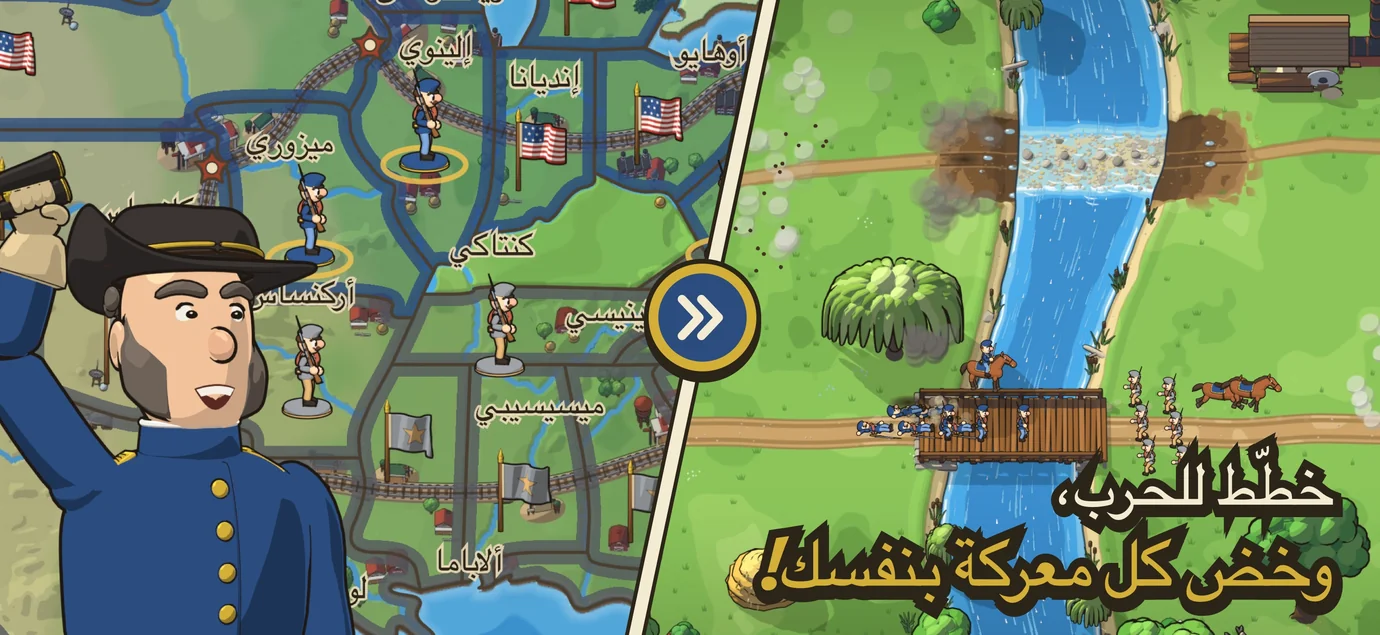 إلينوي
أوهايو
إنديانا
ميزوري
كنتاكي
أركنساس
ميسيسيبي
ألاباما
خطّط للحرب،
وخض كل معركة بنفسك!